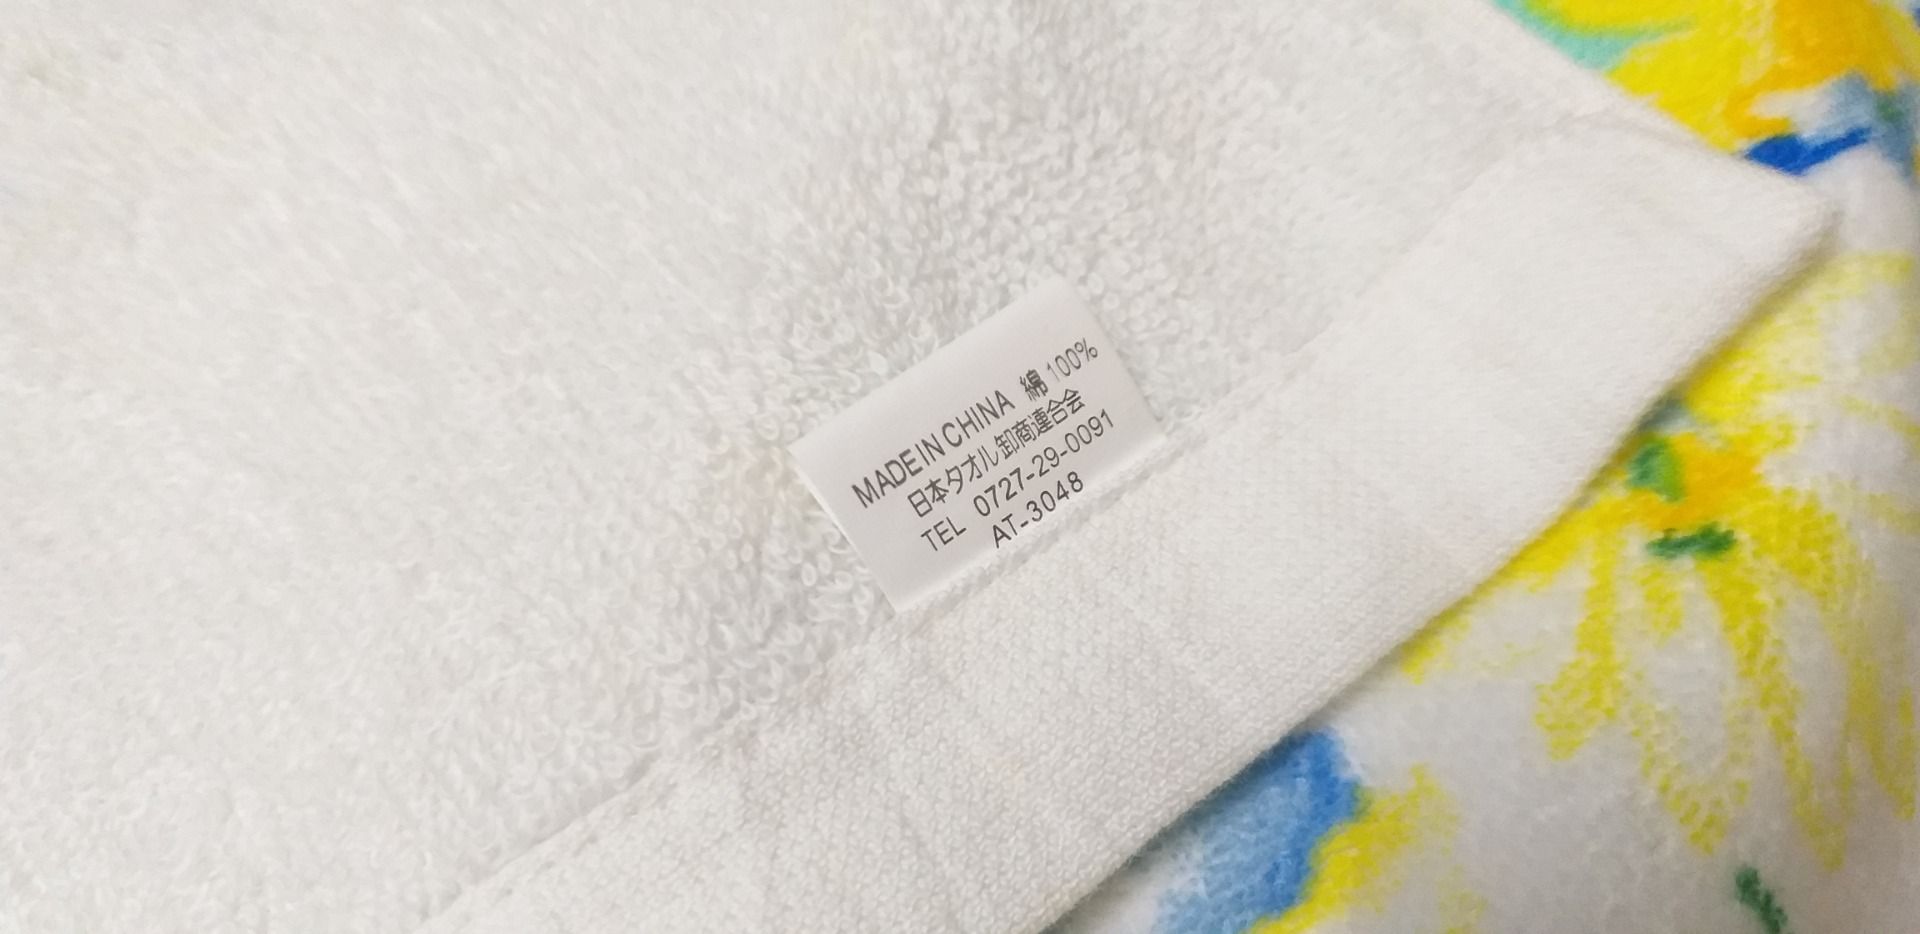 MADE IN CHINA 綿 100%
日本タオル卸商連合会
TEL 0727-29-0091
AT-3048